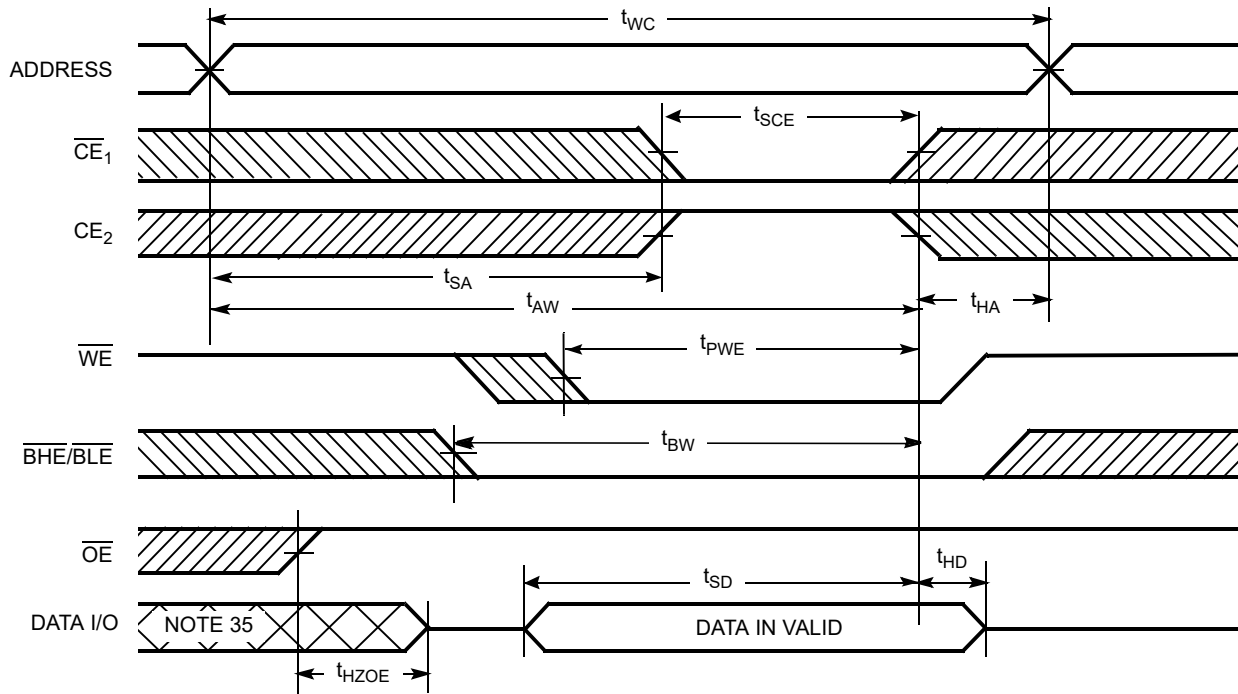 tWC
ADDRESS
tSCE
CE1
CE2
tSA
tAW
tHA
tPWE
WE
tBW
BHE/BLE
OE
tHD
tSD
DATA I/O
NOTE 35
DATA IN VALID
tHZOE